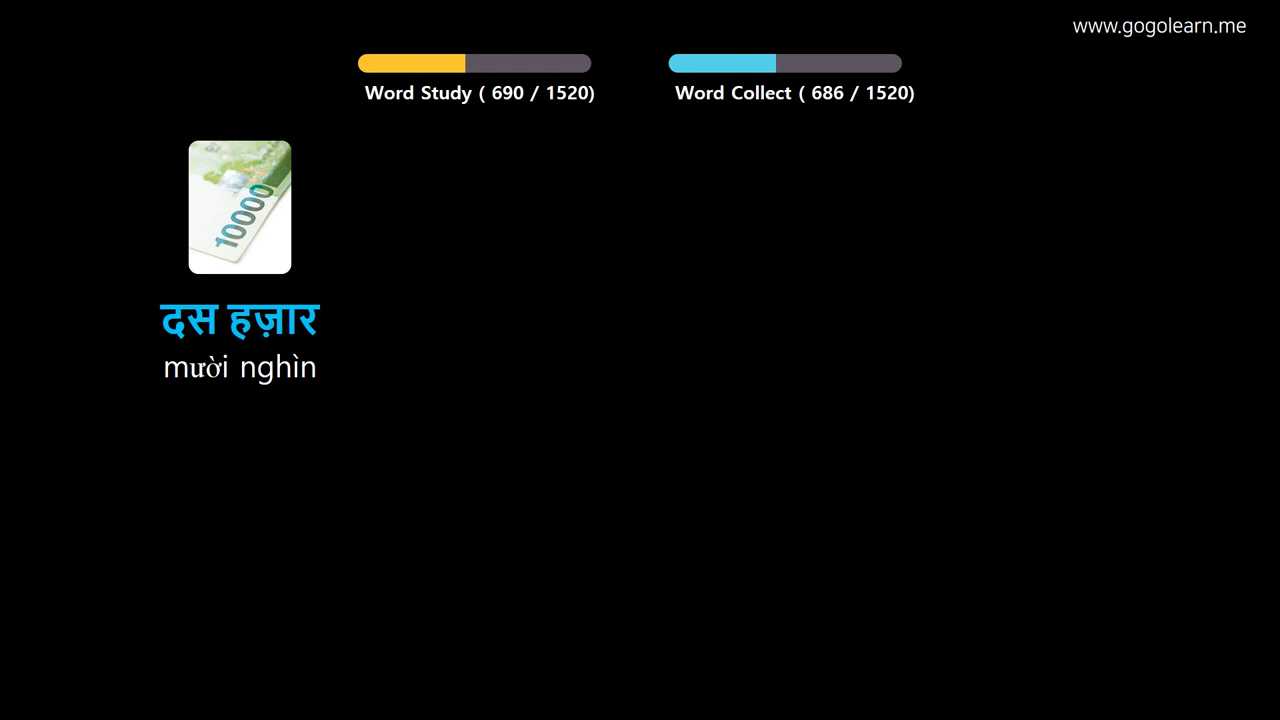 www.gogolearn.me
Word Study ( 690 / 1520)
Word Collect ( 686 / 1520)
10000
दस हज़ार
mười nghìn